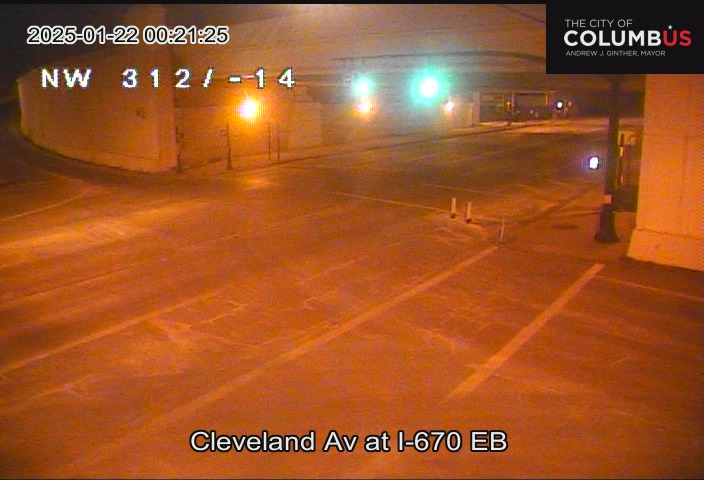 2025-01-22 00:21:25
THE CITY OF
COLUMBUS
ANDREW J. GINTHER, MAYOR
NW 312/-14
Cleveland Av at I-670 EB